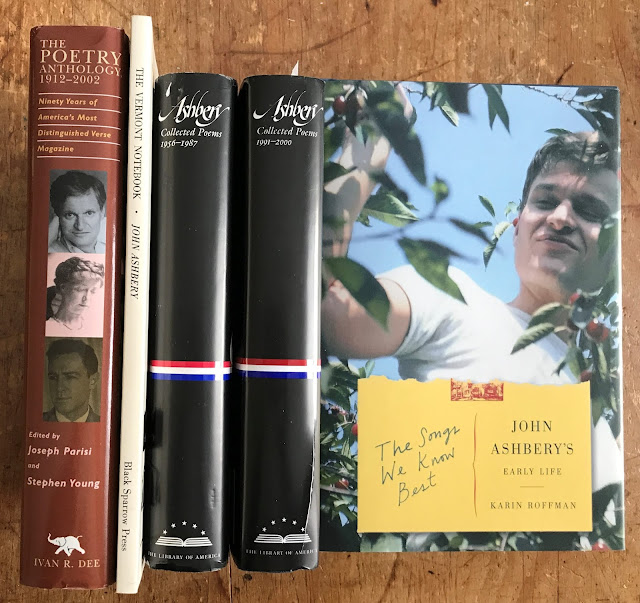 THE
POETRY
ANTHOLOGY
1912–2002
Ninety Years of
America's Most
Distinguished Verse
Magazine
Edited by
Joseph Parisi
and
Stephen Young
IVAN R. DEE
THE VERMONT NOTEBOOK • JOHN ASHBERY
Black Sparrow Press
Ashbery
Collected Poems
1956–1987
THE LIBRARY OF AMERICA
Ashbery
Collected Poems
1991–2000
THE LIBRARY OF AMERICA
The Songs
We Know
Best
JOHN
ASHBERY'S
EARLY LIFE
KARIN ROFFMAN